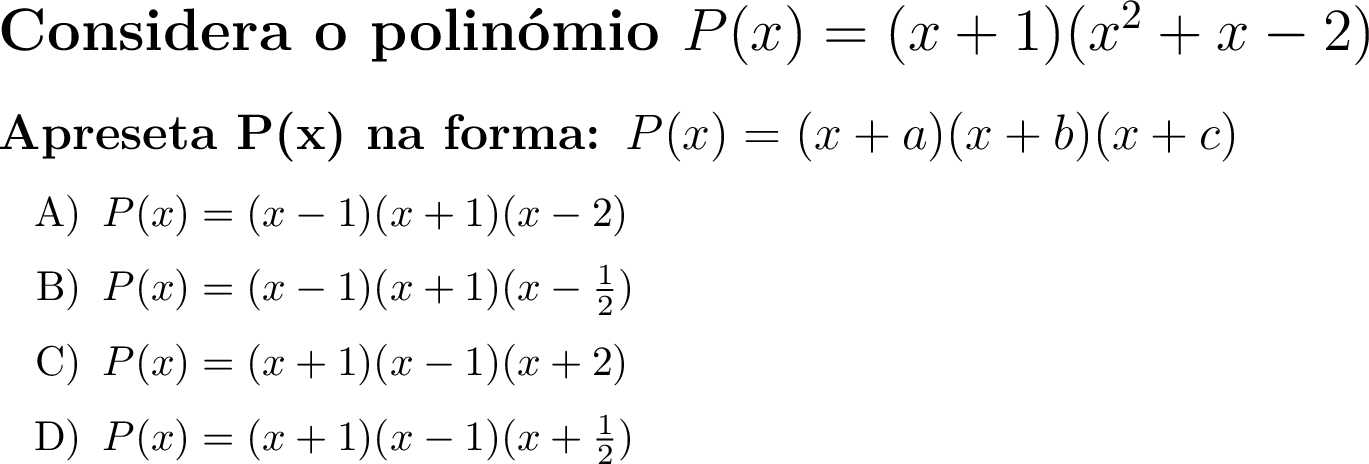 Considera o polinómio P(x) = (x + 1)(x² + x − 2)
Apreseta P(x) na forma: P(x) = (x + a)(x + b)(x + c)
A) P(x) = (x − 1)(x + 1)(x − 2)
B) P(x) = (x − 1)(x + 1)(x − 1/2)
C) P(x) = (x + 1)(x − 1)(x + 2)
D) P(x) = (x + 1)(x − 1)(x + 1/2)